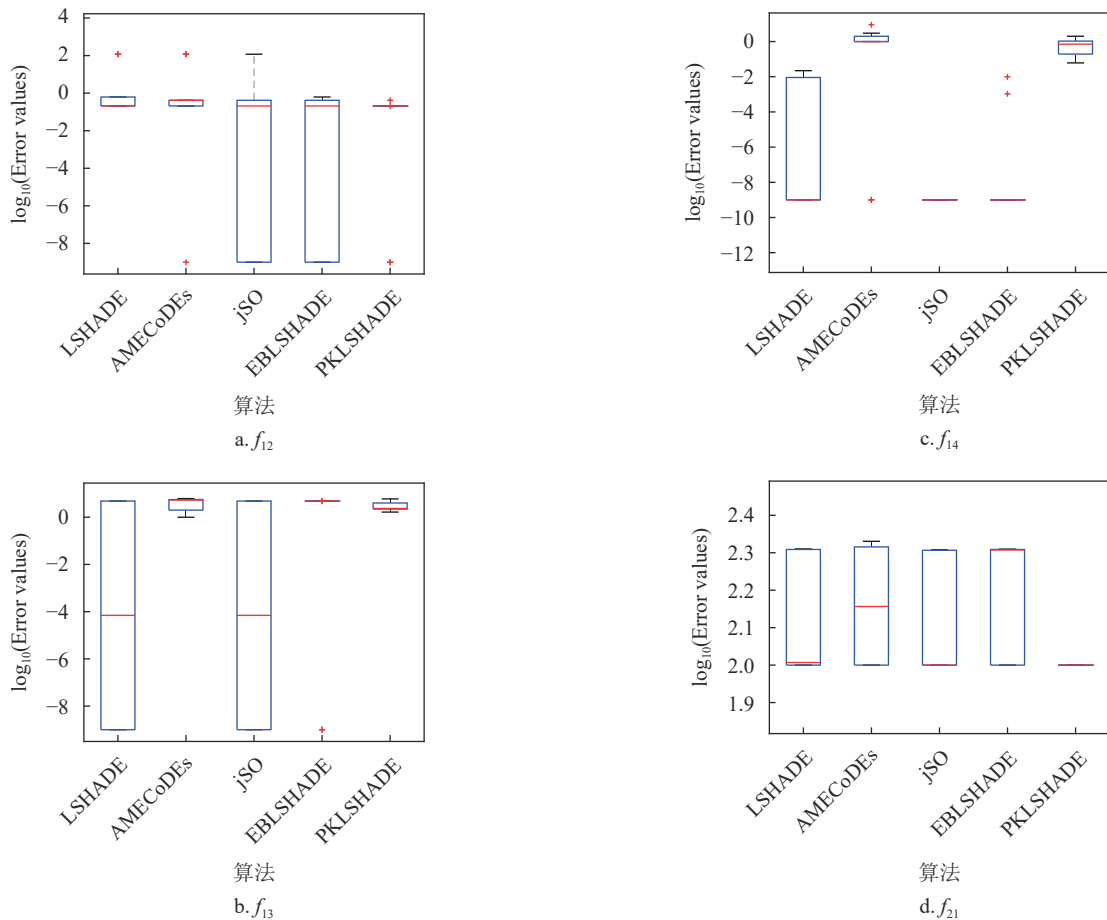 4
2
0
−2
−4
−6
−8
log₁₀(Error values)
LSHADE
AMECoDEs
jSO
EBLSHADE
PKLSHADE
算法
a. f₁₂
0
−2
−4
−6
−8
−10
−12
log₁₀(Error values)
LSHADE
AMECoDEs
jSO
EBLSHADE
PKLSHADE
算法
c. f₁₄
0
−2
−4
−6
−8
log₁₀(Error values)
LSHADE
AMECoDEs
jSO
EBLSHADE
PKLSHADE
算法
b. f₁₃
2.4
2.3
2.2
2.1
2.0
1.9
log₁₀(Error values)
LSHADE
AMECoDEs
jSO
EBLSHADE
PKLSHADE
算法
d. f₂₁